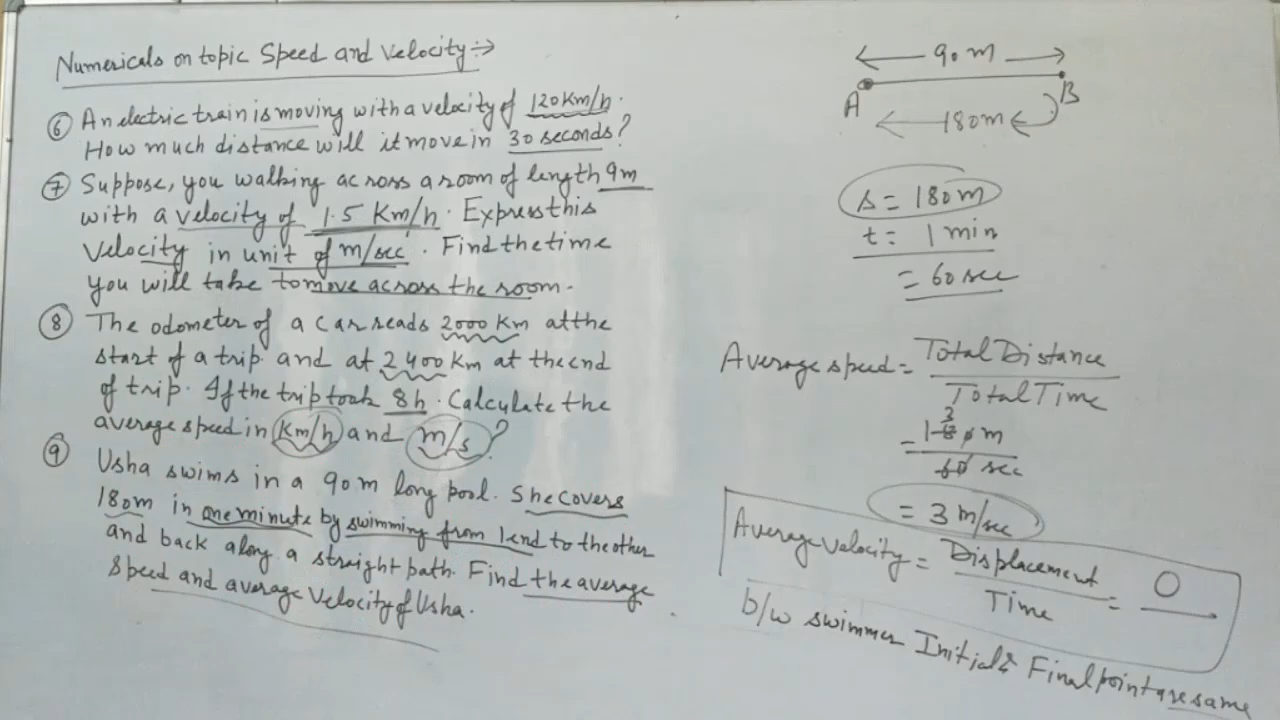 Numericals on topic Speed and Velocity :→
⑥ An electric train is moving with a velocity of 120 Km/h.
How much distance will it move in 30 seconds?
⑦ Suppose, you walking across a room of length 9m
with a velocity of 1.5 Km/h. Express this
Velocity in unit of m/sec. Find the time
you will take to move across the room.
⑧ The odometer of a car reads 2000 Km at the
start of a trip and at 2400 Km at the end
of trip. If the trip took 8h. Calculate the
average speed in Km/h and m/s?
⑨ Usha swims in a 90m long pool. She covers
180m in one minute by swimming from 1 end to the other
and back along a straight path. Find the average
speed and average velocity of Usha.
90m
A B
180m
s = 180m
t = 1 min
= 60 sec
Average speed = Total Distance
Total Time
3
= 180 m
60 sec
= 3 m/sec
Average Velocity = Displacement = 0
Time
b/w swimmer Initial & Final point are same